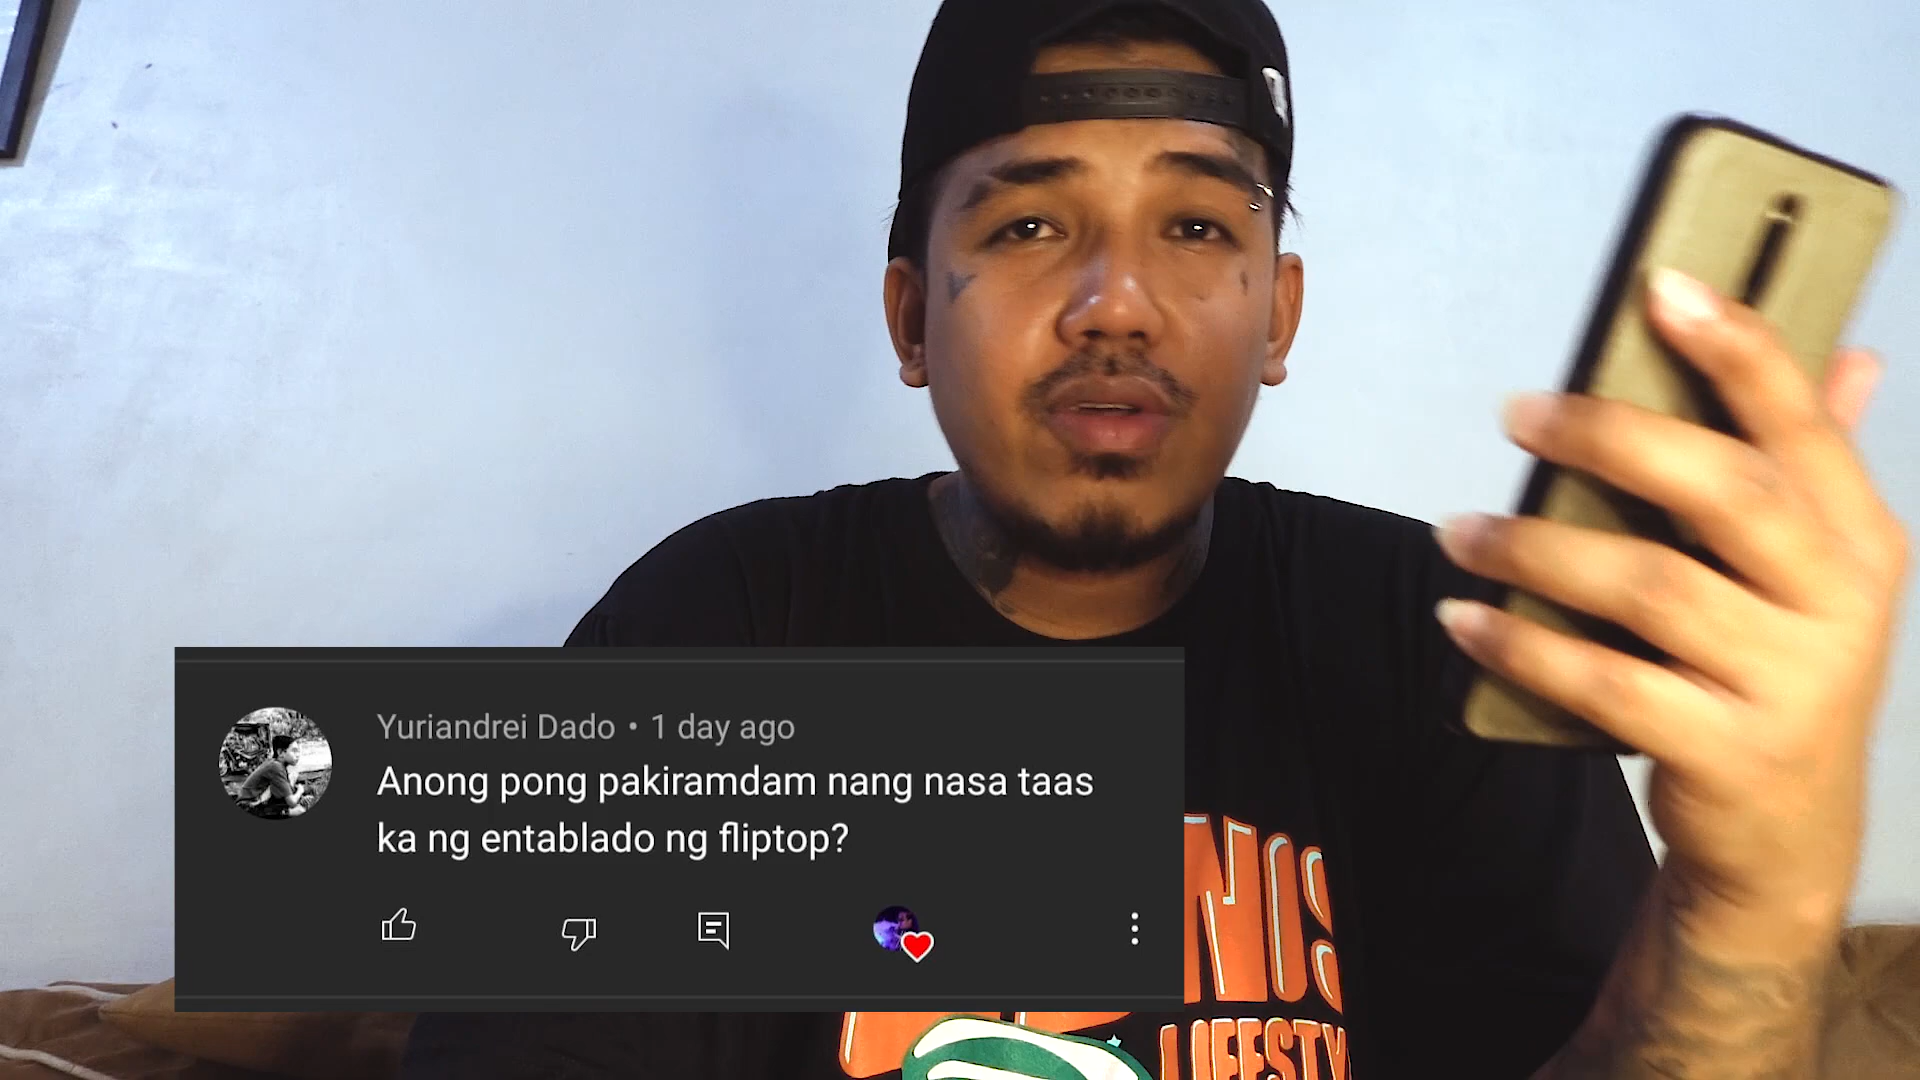 Yuriandrei Dado • 1 day ago
Anong pong pakiramdam nang nasa taas
ka ng entablado ng fliptop?